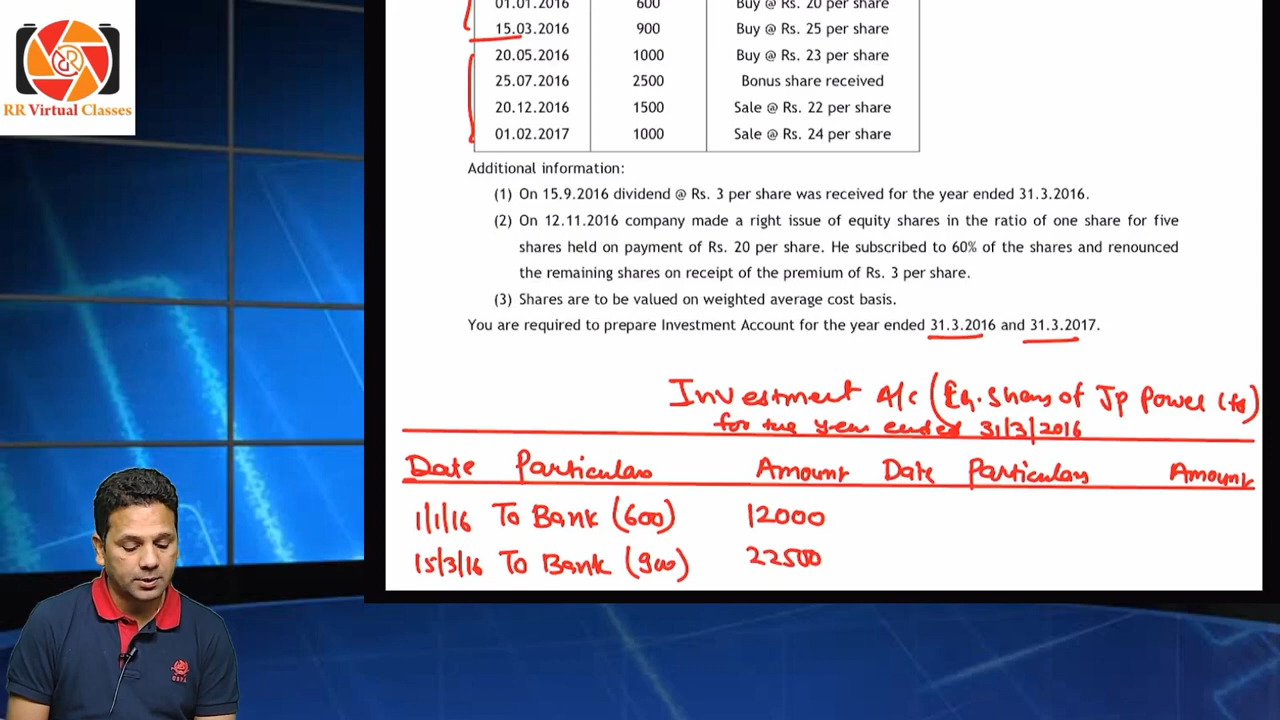 01.01.2016 600 Buy @ Rs. 20 per share
15.03.2016 900 Buy @ Rs. 25 per share
20.05.2016 1000 Buy @ Rs. 23 per share
25.07.2016 2500 Bonus share received
20.12.2016 1500 Sale @ Rs. 22 per share
01.02.2017 1000 Sale @ Rs. 24 per share
RR Virtual Classes
Additional information:
(1) On 15.9.2016 dividend @ Rs. 3 per share was received for the year ended 31.3.2016.
(2) On 12.11.2016 company made a right issue of equity shares in the ratio of one share for five
shares held on payment of Rs. 20 per share. He subscribed to 60% of the shares and renounced
the remaining shares on receipt of the premium of Rs. 3 per share.
(3) Shares are to be valued on weighted average cost basis.
You are required to prepare Investment Account for the year ended 31.3.2016 and 31.3.2017.
Investment A/c (Eq. Shares of Jp Power Ltd)
for the year ended 31/3/2016
Date Particulars Amount Date Particulars Amount
1/1/16 To Bank (600) 12000
15/3/16 To Bank (900) 22500